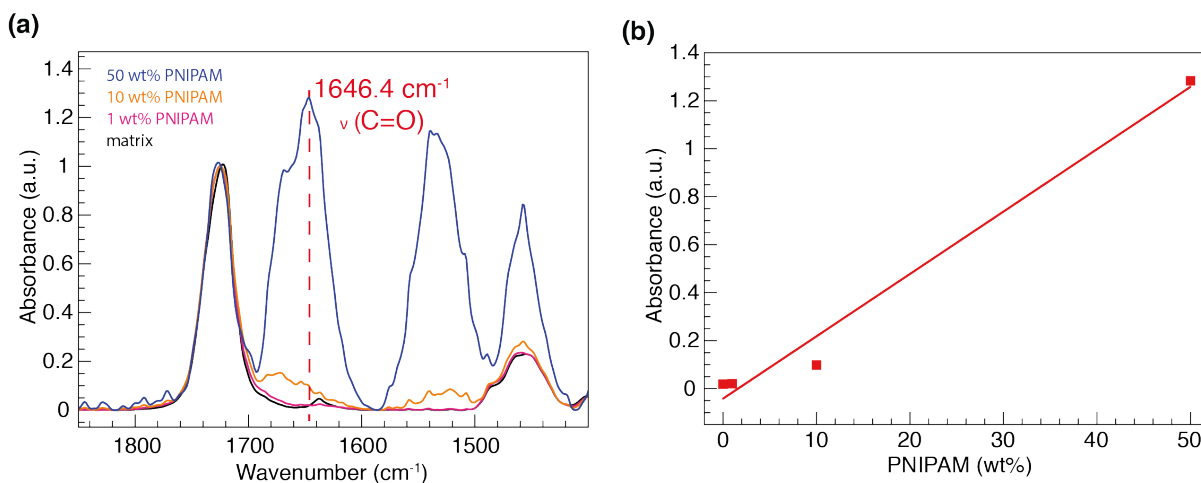 (a)
50 wt% PNIPAM
10 wt% PNIPAM
1 wt% PNIPAM
matrix
1646.4 cm⁻¹
ν (C=O)
1.4
1.2
1
0.8
0.6
0.4
0.2
0
Absorbance (a.u.)
1800 1700 1600 1500
Wavenumber (cm⁻¹)
(b)
1.4
1.2
1
0.8
0.6
0.4
0.2
0
Absorbance (a.u.)
0 10 20 30 40 50
PNIPAM (wt%)